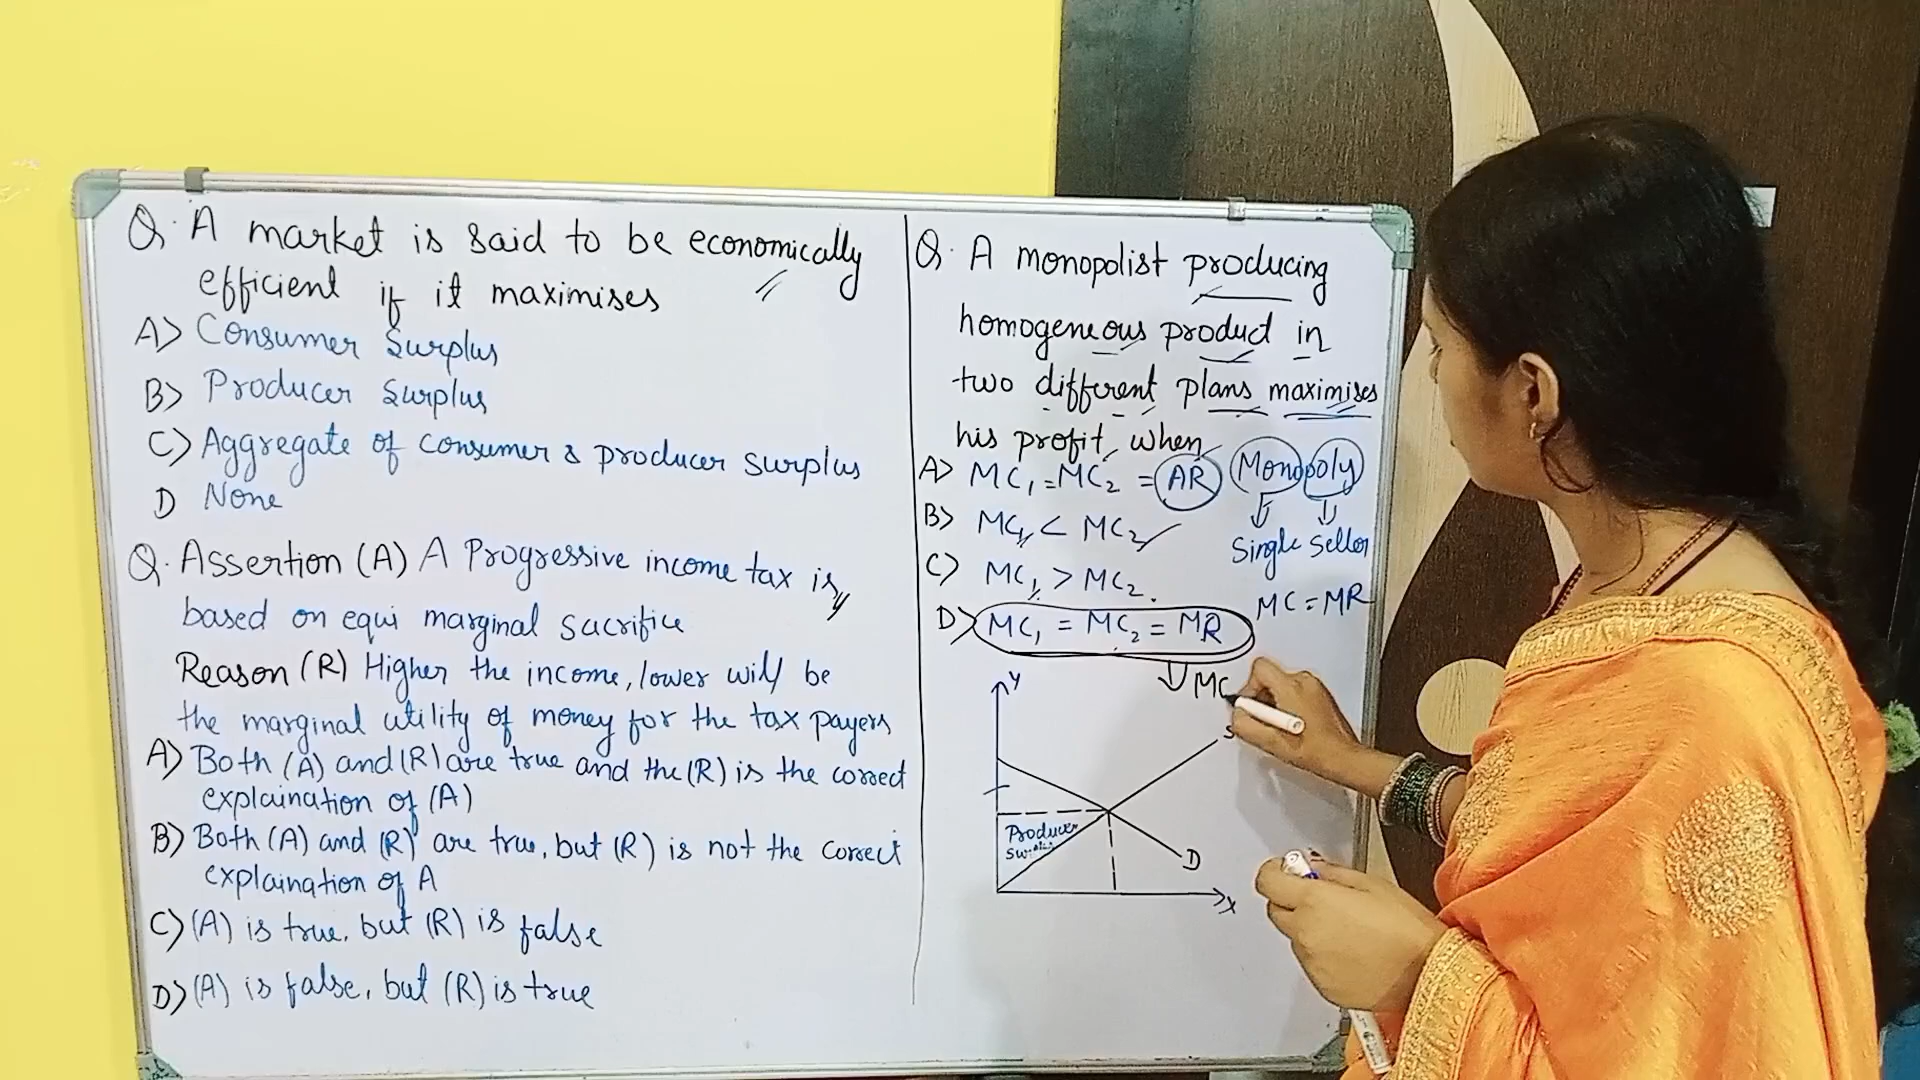 Q. A market is said to be economically
efficient if it maximises
A) Consumer Surplus
B) Producer Surplus
C) Aggregate of consumer & producer surplus
D None
Q. Assertion (A) A Progressive income tax is
based on equi marginal sacrifice
Reason (R) Higher the income, lower will be
the marginal utility of money for the tax payers
A) Both (A) and (R) are true and the (R) is the correct
explaination of (A)
B) Both (A) and (R) are true, but (R) is not the correct
explaination of A
C) (A) is true, but (R) is false
D) (A) is false, but (R) is true
Q. A monopolist producing
homogeneous product in
two different plans maximises
his profit, when
A) MC1 = MC2 = AR
B) MC1 < MC2
C) MC1 > MC2.
D) MC1 = MC2 = MR
Monopoly
Single Seller
MC = MR
MC
Y
S
Producer
D
X